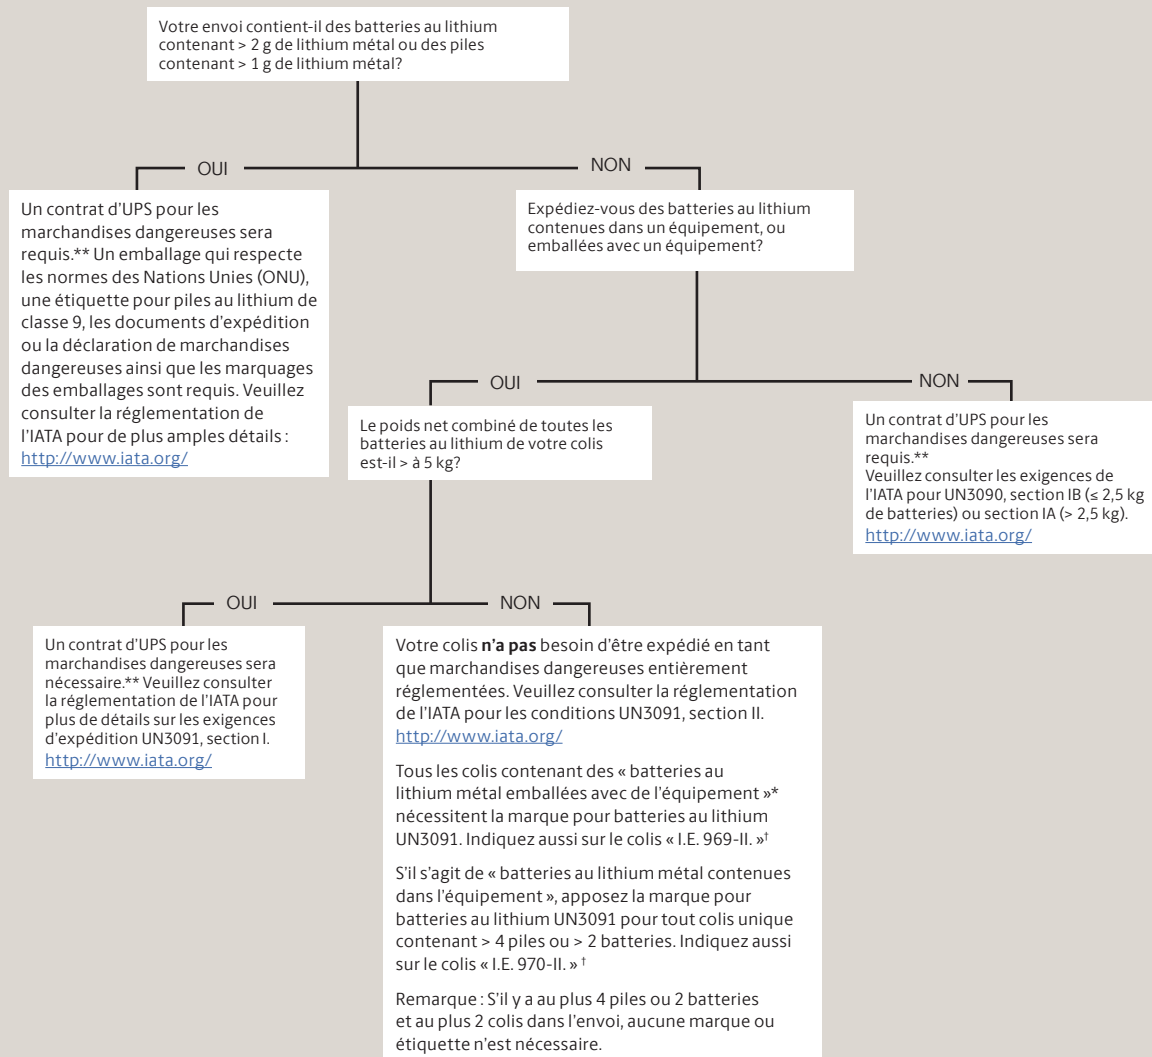 Votre envoi contient-il des batteries au lithium
contenant > 2 g de lithium métal ou des piles
contenant > 1 g de lithium métal?
OUI
NON
Un contrat d'UPS pour les
marchandises dangereuses sera
requis.** Un emballage qui respecte
les normes des Nations Unies (ONU),
une étiquette pour piles au lithium de
classe 9, les documents d'expédition
ou la déclaration de marchandises
dangereuses ainsi que les marquages
des emballages sont requis. Veuillez
consulter la réglementation de
l'IATA pour de plus amples détails :
http://www.iata.org/
Expédiez-vous des batteries au lithium
contenues dans un équipement, ou
emballées avec un équipement?
OUI
NON
Le poids net combiné de toutes les
batteries au lithium de votre colis
est-il > à 5 kg?
Un contrat d'UPS pour les
marchandises dangereuses sera
requis.**
Veuillez consulter les exigences de
l'IATA pour UN3090, section IB (≤ 2,5 kg
de batteries) ou section IA (> 2,5 kg).
http://www.iata.org/
OUI
NON
Un contrat d'UPS pour les
marchandises dangereuses sera
nécessaire.** Veuillez consulter
la réglementation de l'IATA pour
plus de détails sur les exigences
d'expédition UN3091, section I.
http://www.iata.org/
Votre colis n'a pas besoin d'être expédié en tant
que marchandises dangereuses entièrement
réglementées. Veuillez consulter la réglementation
de l'IATA pour les conditions UN3091, section II.
http://www.iata.org/
Tous les colis contenant des « batteries au
lithium métal emballées avec de l'équipement »*
nécessitent la marque pour batteries au lithium
UN3091. Indiquez aussi sur le colis « I.E. 969-II. »†
S'il s'agit de « batteries au lithium métal contenues
dans l'équipement », apposez la marque pour
batteries au lithium UN3091 pour tout colis unique
contenant > 4 piles ou > 2 batteries. Indiquez aussi
sur le colis « I.E. 970-II. » †
Remarque : S'il y a au plus 4 piles ou 2 batteries
et au plus 2 colis dans l'envoi, aucune marque ou
étiquette n'est nécessaire.